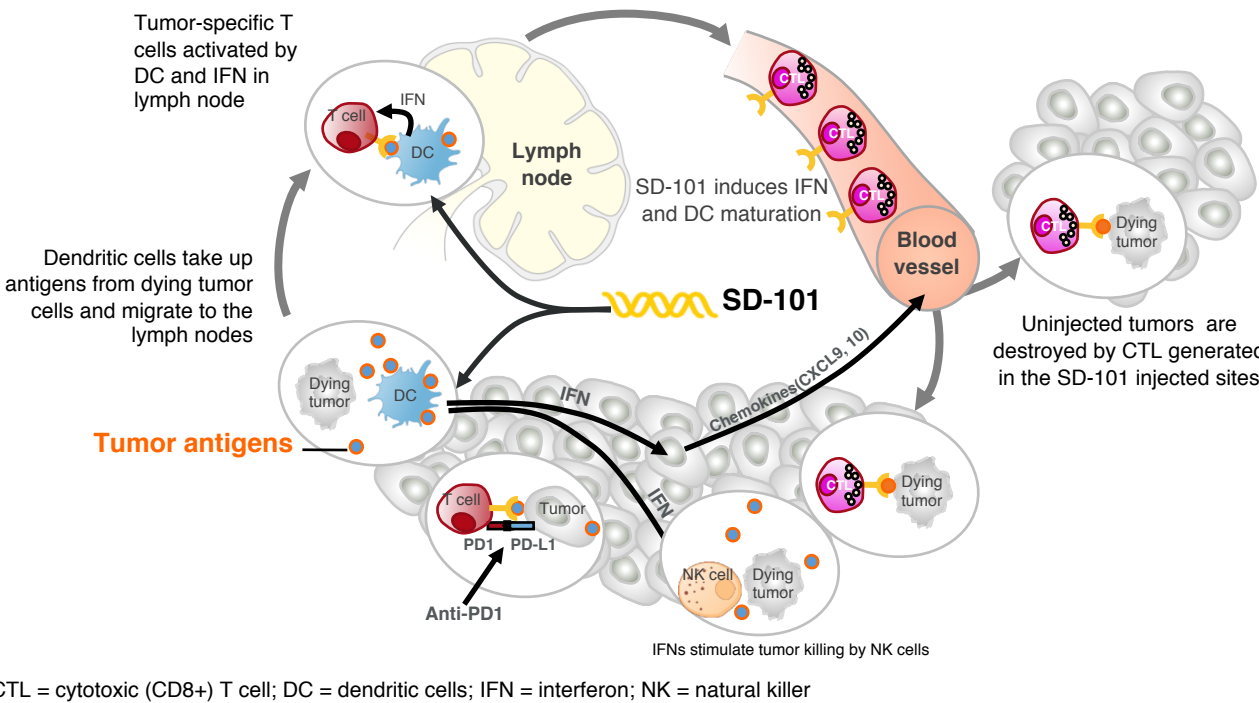 Tumor-specific T
cells activated by
DC and IFN in
lymph node
T cell
IFN
DC
Lymph
node
CTL
CTL
CTL
SD-101 induces IFN
and DC maturation
Blood
vessel
CTL
Dying
tumor
Uninjected tumors are
destroyed by CTL generated
in the SD-101 injected sites
Dendritic cells take up
antigens from dying tumor
cells and migrate to the
lymph nodes
SD-101
Dying
tumor
DC
Tumor antigens
IFN
Chemokines(CXCL9, 10)
IFN
T cell
Tumor
PD1
PD-L1
Anti-PD1
NK cell
Dying
tumor
CTL
Dying
tumor
IFNs stimulate tumor killing by NK cells
CTL = cytotoxic (CD8+) T cell; DC = dendritic cells; IFN = interferon; NK = natural killer